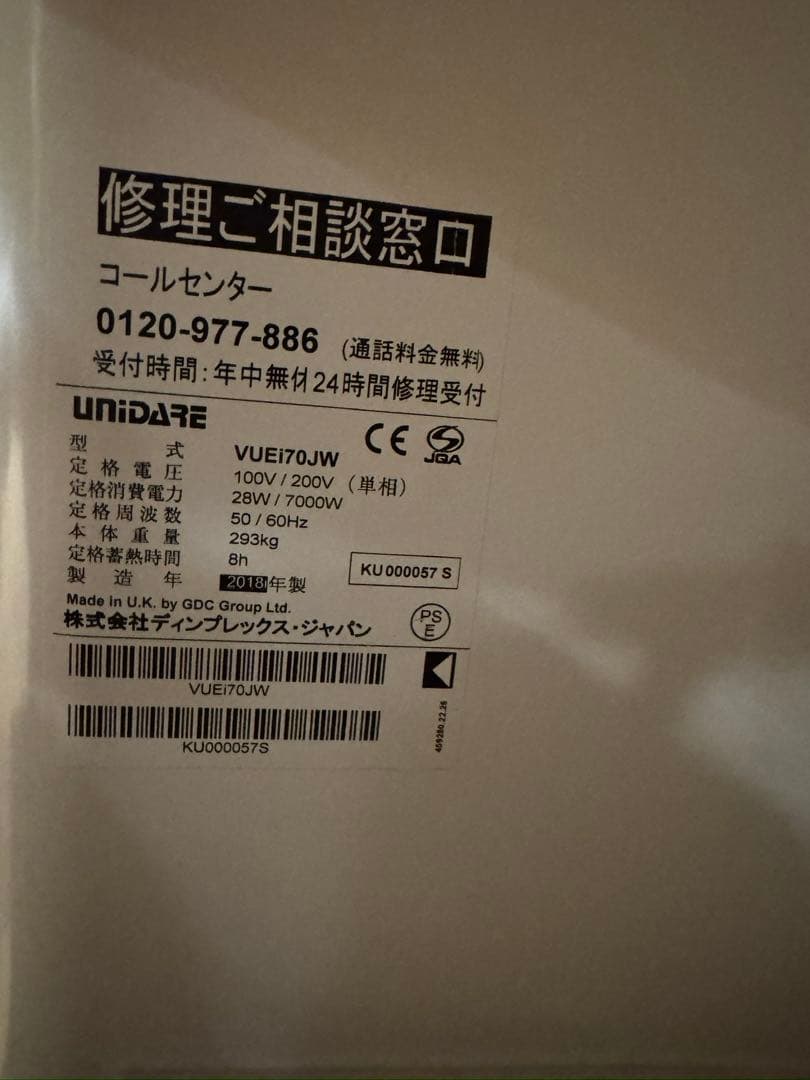 修理ご相談窓口
コールセンター
0120-977-886 (通話料金無料)
受付時間:年中無休24時間修理受付
UNiDARE
CE
JQA
型式 VUEi70JW
定格電圧 100V / 200V (単相)
定格消費電力 28W / 7000W
定格周波数 50 / 60Hz
本体重量 293kg
定格蓄熱時間 8h
製造年 2018年製
KU000057 S
Made in U.K. by GDC Group Ltd.
株式会社ディンプレックス・ジャパン
PS
E
VUEi70JW
KU000057S